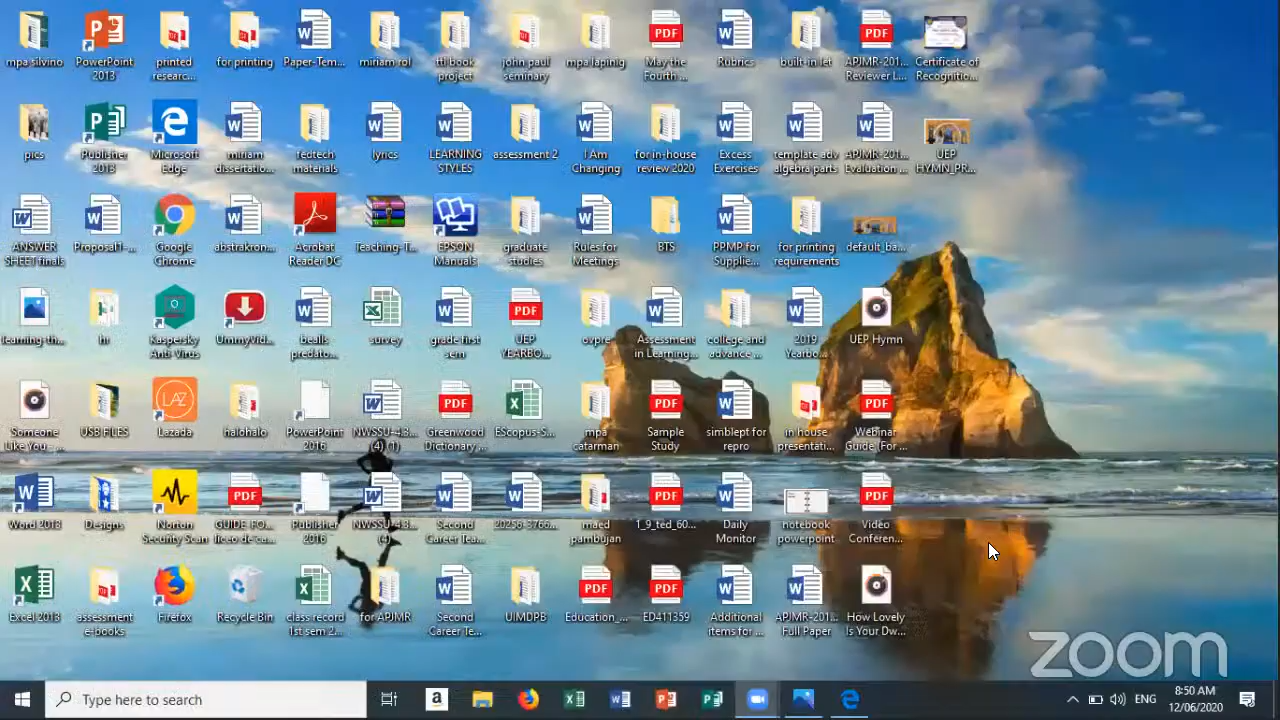 mpa silvino
PowerPoint
2013
printed
researc...
for printing
Paper-Tem...
miriam rol
ttl book
project
john paul
seminary
mpa lapinig
May the
Fourth ...
Rubrics
built-in let
APJMR-201...
Reviewer L...
Certificate of
Recognitio...
pics
Publisher
2013
Microsoft
Edge
miriam
dissertatio...
fedtech
materials
lyrics
LEARNING
STYLES
assessment 2
I Am
Changing
for in-house
review 2020
Excess
Exercises
template adv
algebra parts
APJMR-201...
Evaluation ...
UEP
HYMN_PR...
ANSWER
SHEET finals
Proposal1-...
Google
Chrome
abstrakron...
Acrobat
Reader DC
Teaching-T...
EPSON
Manuals
graduate
studies
Rules for
Meetings
BTS
PPMP for
Supplie...
for printing
requirements
default_ba...
learning-th...
hr
Kaspersky
Anti-Virus
UmmyVid...
bealls
predato...
survey
grade first
sem
UEP
YEARBO...
ovpre
Assessment
in Learning...
college and
advance ...
2019
Yearbo...
UEP Hymn
Someone
Like You -...
USB FILES
Lazada
halohalo
PowerPoint
2016
NWSSU-4.3...
(4) (1)
Greenwood
Dictionary ...
EScopus-S...
mpa
catarman
Sample
Study
simblept for
repro
in house
presentati...
Webinar
Guide (For ...
Word 2013
Designs
Norton
Security Scan
GUIDE_FO...
liceo de ca...
Publisher
2016
NWSSU-4.3...
(4)
Second
Career Tea...
20256-3766...
maed
pambujan
1_9_ted_60...
Daily
Monitor
notebook
powerpoint
Video
Conferen...
Excel 2013
assessment
e-books
Firefox
Recycle Bin
class record
1st sem 2...
for APJMR
Second
Career Te...
UIMDPB
Education_...
ED411359
Additional
items for ...
APJMR-201...
Full Paper
How Lovely
Is Your Dw...
zoom
Type here to search
ENG
8:50 AM
12/06/2020